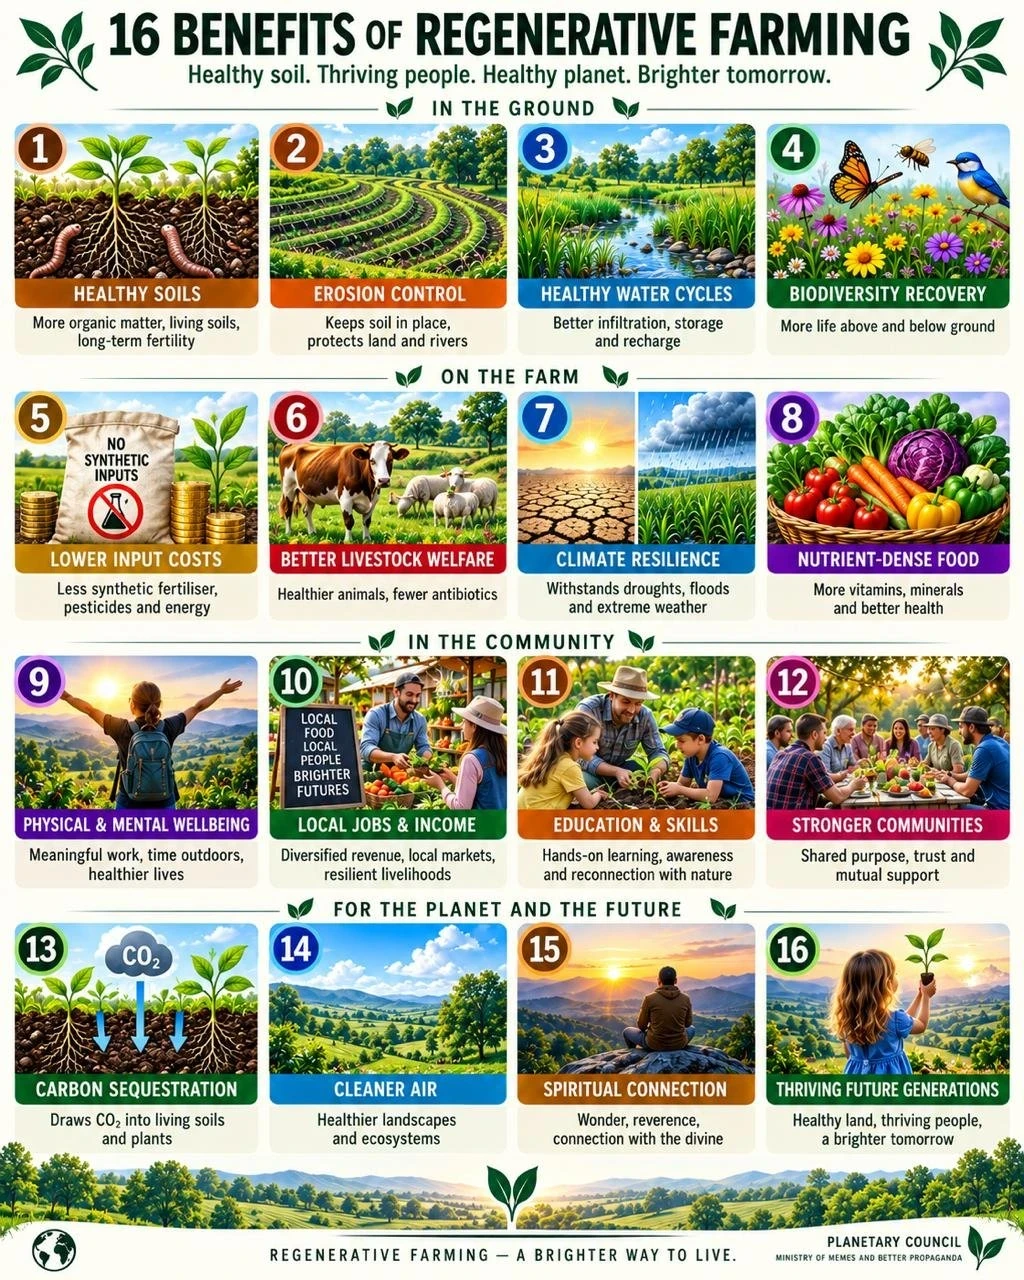 16 BENEFITS OF REGENERATIVE FARMING
Healthy soil. Thriving people. Healthy planet. Brighter tomorrow.
IN THE GROUND
1
HEALTHY SOILS
More organic matter, living soils,
long-term fertility
2
EROSION CONTROL
Keeps soil in place,
protects land and rivers
3
HEALTHY WATER CYCLES
Better infiltration, storage
and recharge
4
BIODIVERSITY RECOVERY
More life above and below ground
ON THE FARM
5
NO
SYNTHETIC
INPUTS
LOWER INPUT COSTS
Less synthetic fertiliser,
pesticides and energy
6
BETTER LIVESTOCK WELFARE
Healthier animals, fewer antibiotics
7
CLIMATE RESILIENCE
Withstands droughts, floods
and extreme weather
8
NUTRIENT-DENSE FOOD
More vitamins, minerals
and better health
IN THE COMMUNITY
9
PHYSICAL & MENTAL WELLBEING
Meaningful work, time outdoors,
healthier lives
10
LOCAL
FOOD
LOCAL
PEOPLE
BRIGHTER
FUTURES
LOCAL JOBS & INCOME
Diversified revenue, local markets,
resilient livelihoods
11
EDUCATION & SKILLS
Hands-on learning, awareness
and reconnection with nature
12
STRONGER COMMUNITIES
Shared purpose, trust and
mutual support
FOR THE PLANET AND THE FUTURE
13
CO₂
CARBON SEQUESTRATION
Draws CO₂ into living soils
and plants
14
CLEANER AIR
Healthier landscapes
and ecosystems
15
SPIRITUAL CONNECTION
Wonder, reverence,
connection with the divine
16
THRIVING FUTURE GENERATIONS
Healthy land, thriving people,
a brighter tomorrow
REGENERATIVE FARMING — A BRIGHTER WAY TO LIVE.
PLANETARY COUNCIL
MINISTRY OF MEMES AND BETTER PROPAGANDA